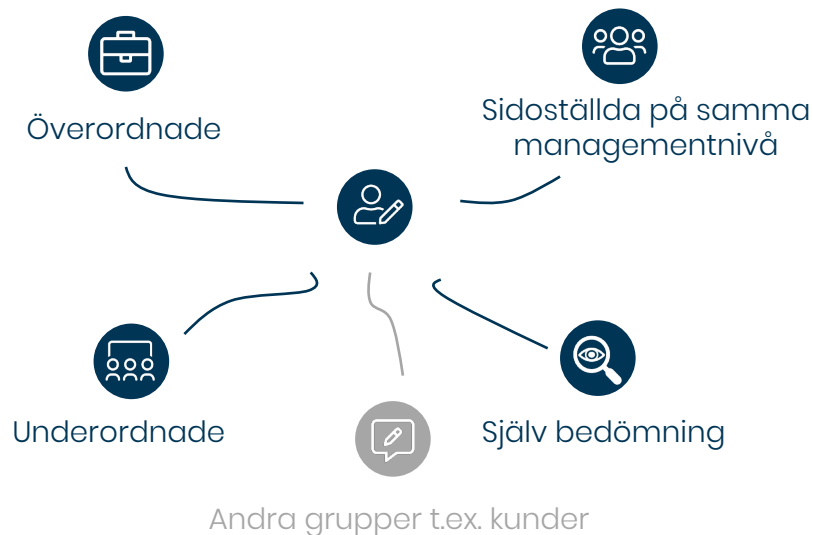 Överordnade
Sidoställda på samma
managementnivå
Underordnade
Själv bedömning
Andra grupper t.ex. kunder